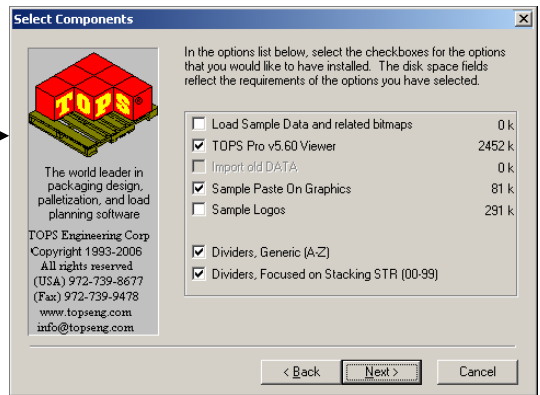 Select Components
In the options list below, select the checkboxes for the options
that you would like to have installed. The disk space fields
reflect the requirements of the options you have selected.
TOPS®
The world leader in
packaging design,
palletization, and load
planning software
TOPS Engineering Corp
Copyright 1993-2006
All rights reserved
(USA) 972-739-8677
(Fax) 972-739-9478
www.topseng.com
info@topseng.com
Load Sample Data and related bitmaps 0 k
TOPS Pro v5.60 Viewer 2452 k
Import old DATA 0 k
Sample Paste On Graphics 81 k
Sample Logos 291 k
Dividers, Generic (A-Z)
Dividers, Focused on Stacking STR (00-99)
< Back
Next >
Cancel